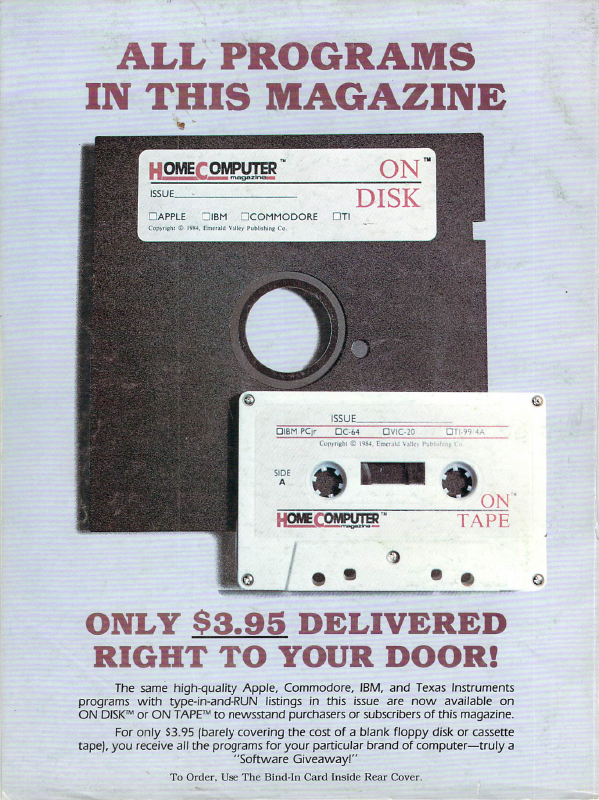 ALL PROGRAMS
IN THIS MAGAZINE
HOME COMPUTER™
magazine
ON™
DISK
ISSUE
☐APPLE ☐IBM ☐COMMODORE ☐TI
Copyright © 1984, Emerald Valley Publishing Co.
ISSUE
☐IBM PCjr ☐C-64 ☐VIC-20 ☐TI-99/4A
Copyright © 1984, Emerald Valley Publishing Co.
SIDE
A
HOME COMPUTER™
magazine
ON™
TAPE
ONLY $3.95 DELIVERED
RIGHT TO YOUR DOOR!
The same high-quality Apple, Commodore, IBM, and Texas Instruments
programs with type-in-and-RUN listings in this issue are now available on
ON DISK™ or ON TAPE™ to newsstand purchasers or subscribers of this magazine.
For only $3.95 (barely covering the cost of a blank floppy disk or cassette
tape), you receive all the programs for your particular brand of computer—truly a
"Software Giveaway!"
To Order, Use The Bind-In Card Inside Rear Cover.